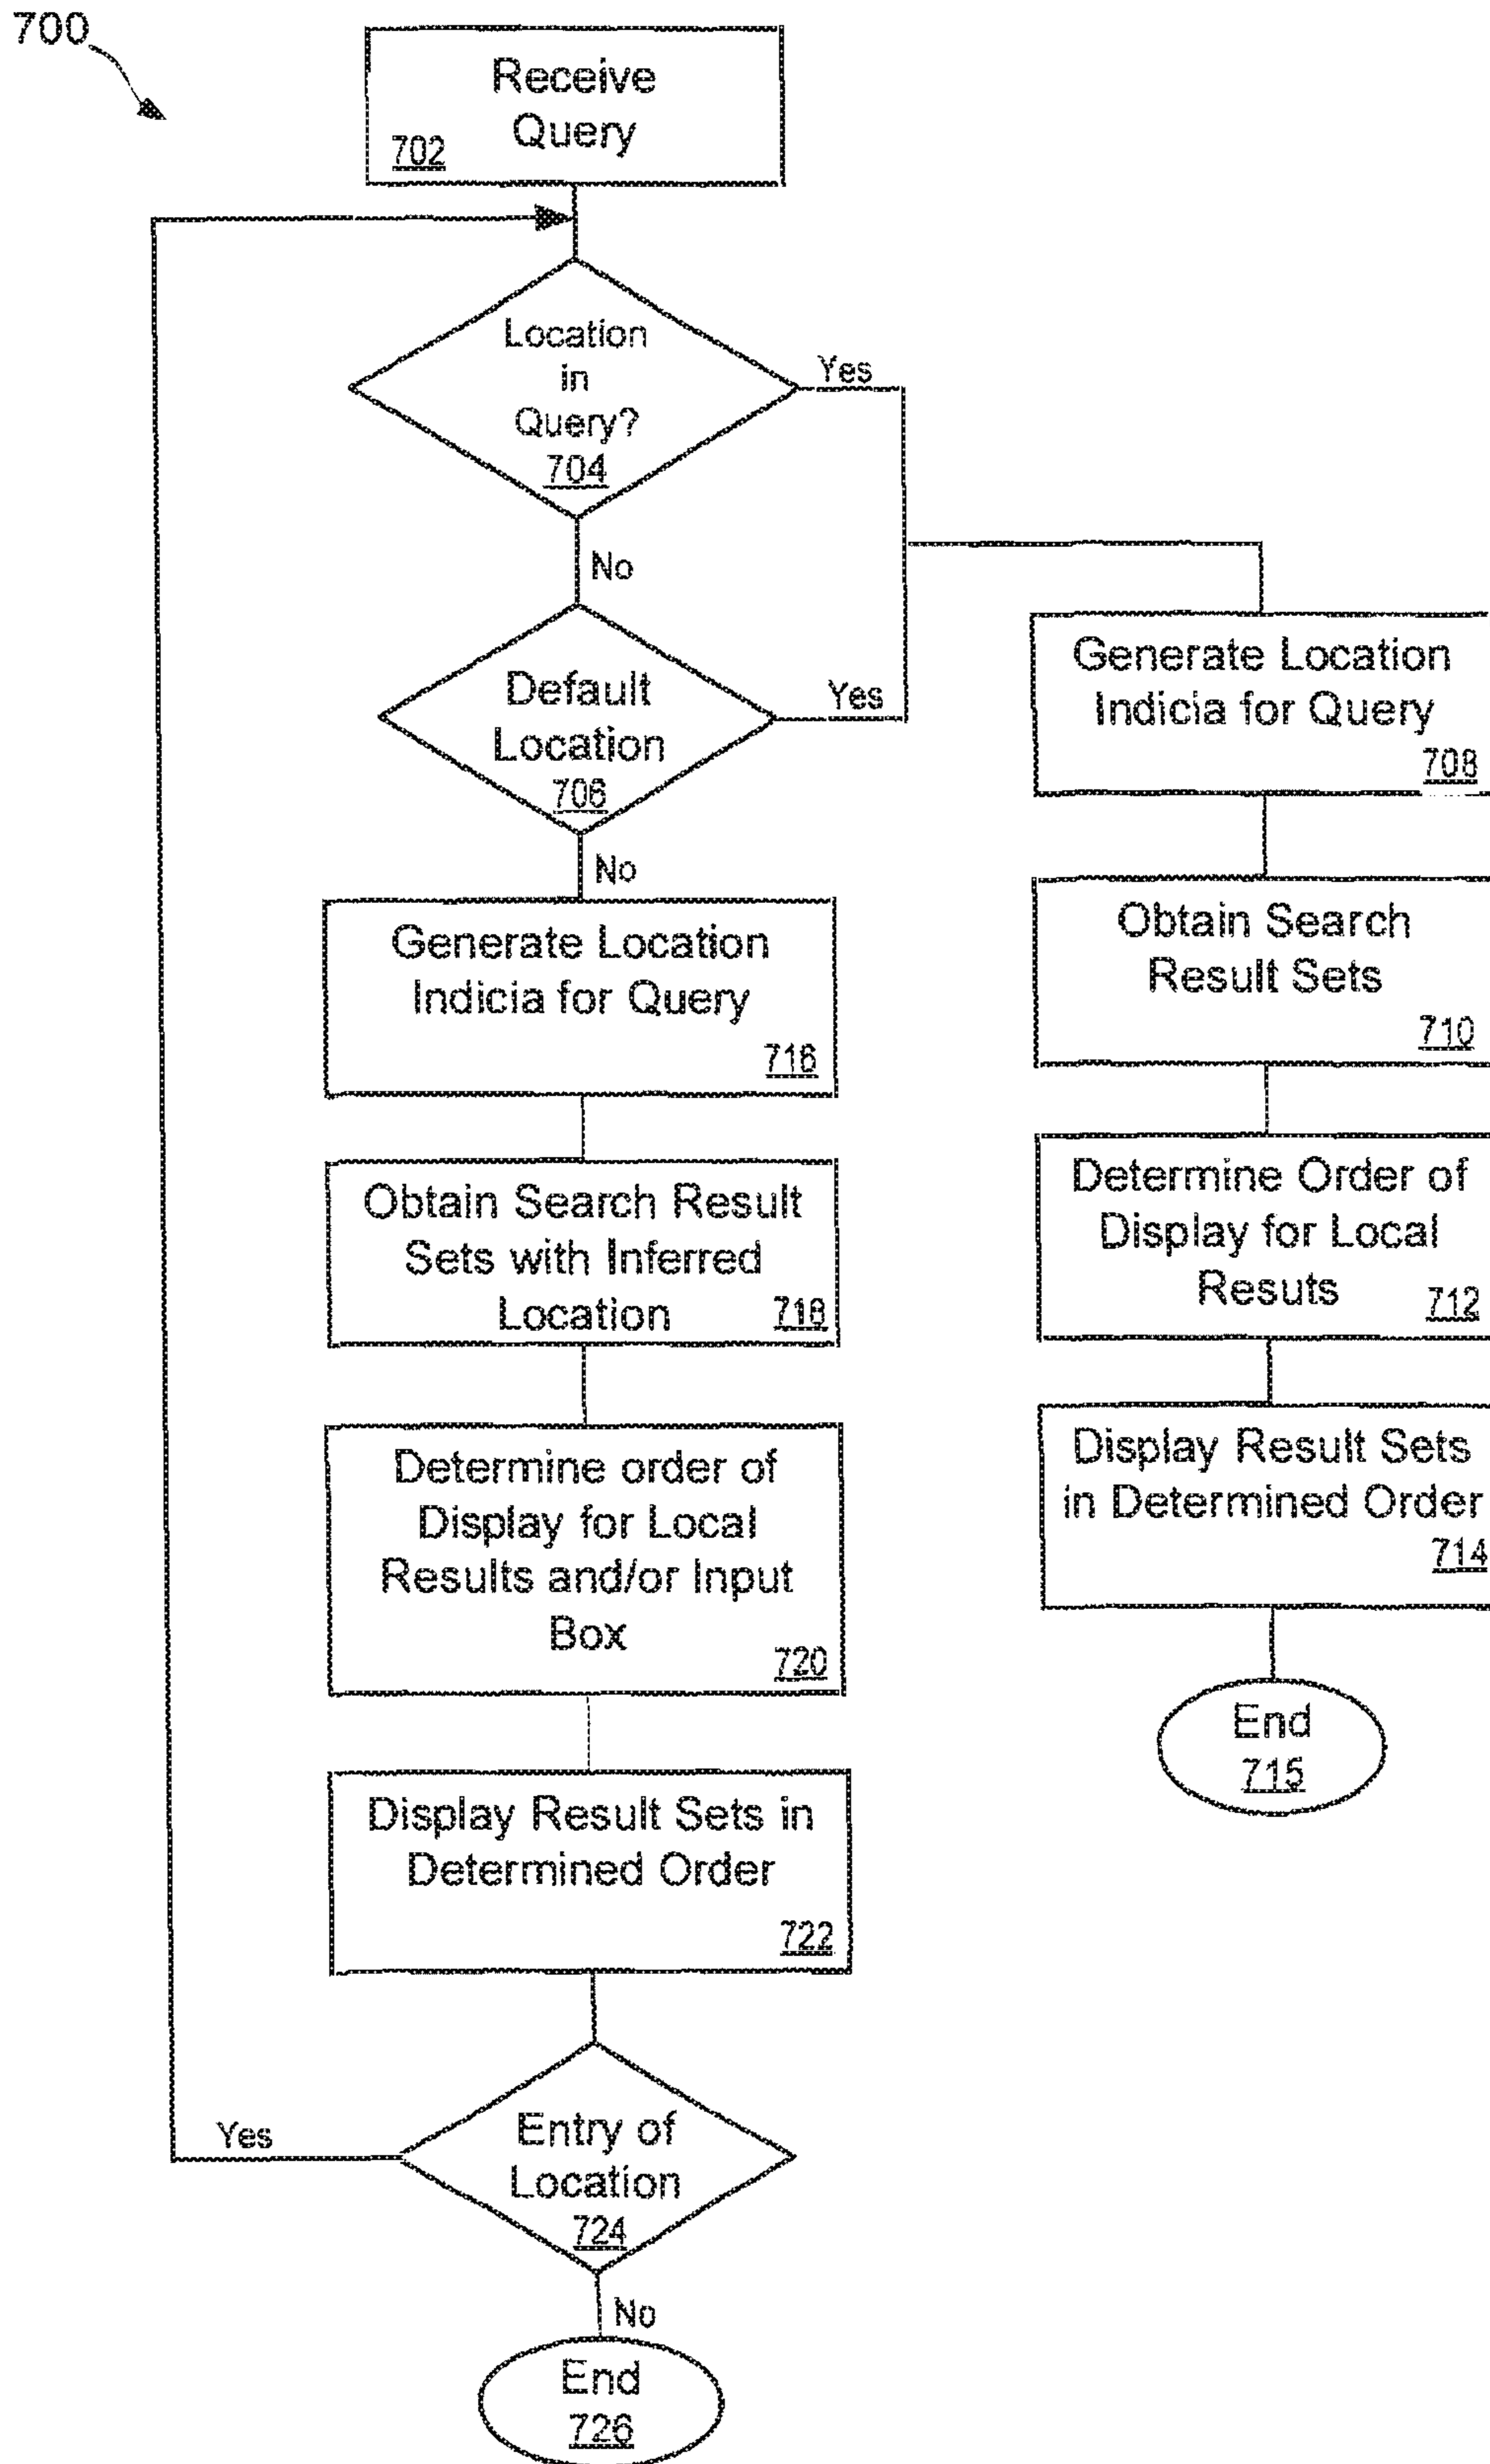 700
Receive
Query
702
Location
in
Query?
704
Yes
No
Default
Location
706
Yes
No
Generate Location
Indicia for Query
716
Obtain Search Result
Sets with Inferred
Location
718
Determine order of
Display for Local
Results and/or Input
Box
720
Display Result Sets in
Determined Order
722
Entry of
Location
724
Yes
No
End
726
Generate Location
Indicia for Query
708
Obtain Search
Result Sets
710
Determine Order of
Display for Local
Resuts
712
Display Result Sets
in Determined Order
714
End
715